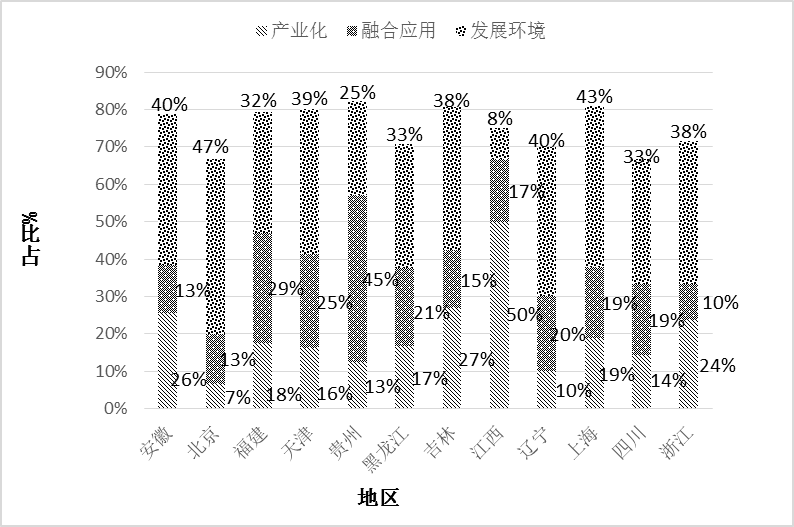 产业化 融合应用 发展环境
90%
80%
70%
60%
50%
40%
30%
20%
10%
0%
占比%
40% 47% 32% 39% 25% 33% 38% 8% 40% 43% 33% 38%
13% 13% 29% 25% 45% 21% 15% 17% 20% 19% 19% 10%
26% 7% 18% 16% 13% 17% 27% 50% 10% 19% 14% 24%
安徽 北京 福建 天津 贵州 黑龙江 吉林 江西 辽宁 上海 四川 浙江
地区